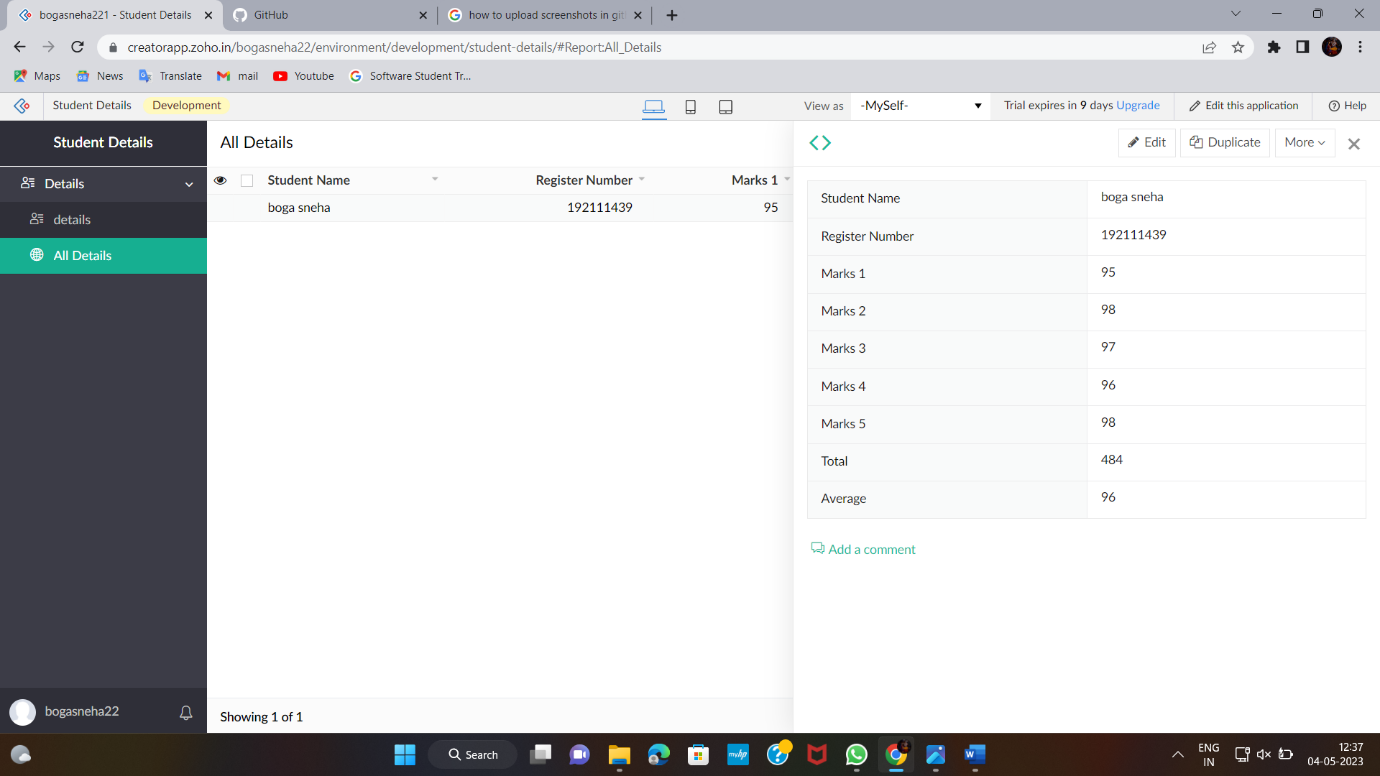 bogasneha221 - Student Details
GitHub
how to upload screenshots in git
creatorapp.zoho.in/bogasneha22/environment/development/student-details/#Report:All_Details
Maps News Translate mail Youtube Software Student Tr...
Student Details Development View as -MySelf- Trial expires in 9 days Upgrade Edit this application Help
Student Details
Details
details
All Details
bogasneha22
All Details
Student Name Register Number Marks 1
boga sneha 192111439 95
Showing 1 of 1
Edit Duplicate More
Student Name boga sneha
Register Number 192111439
Marks 1 95
Marks 2 98
Marks 3 97
Marks 4 96
Marks 5 98
Total 484
Average 96
Add a comment
Search
myhp
ENG
IN
12:37
04-05-2023